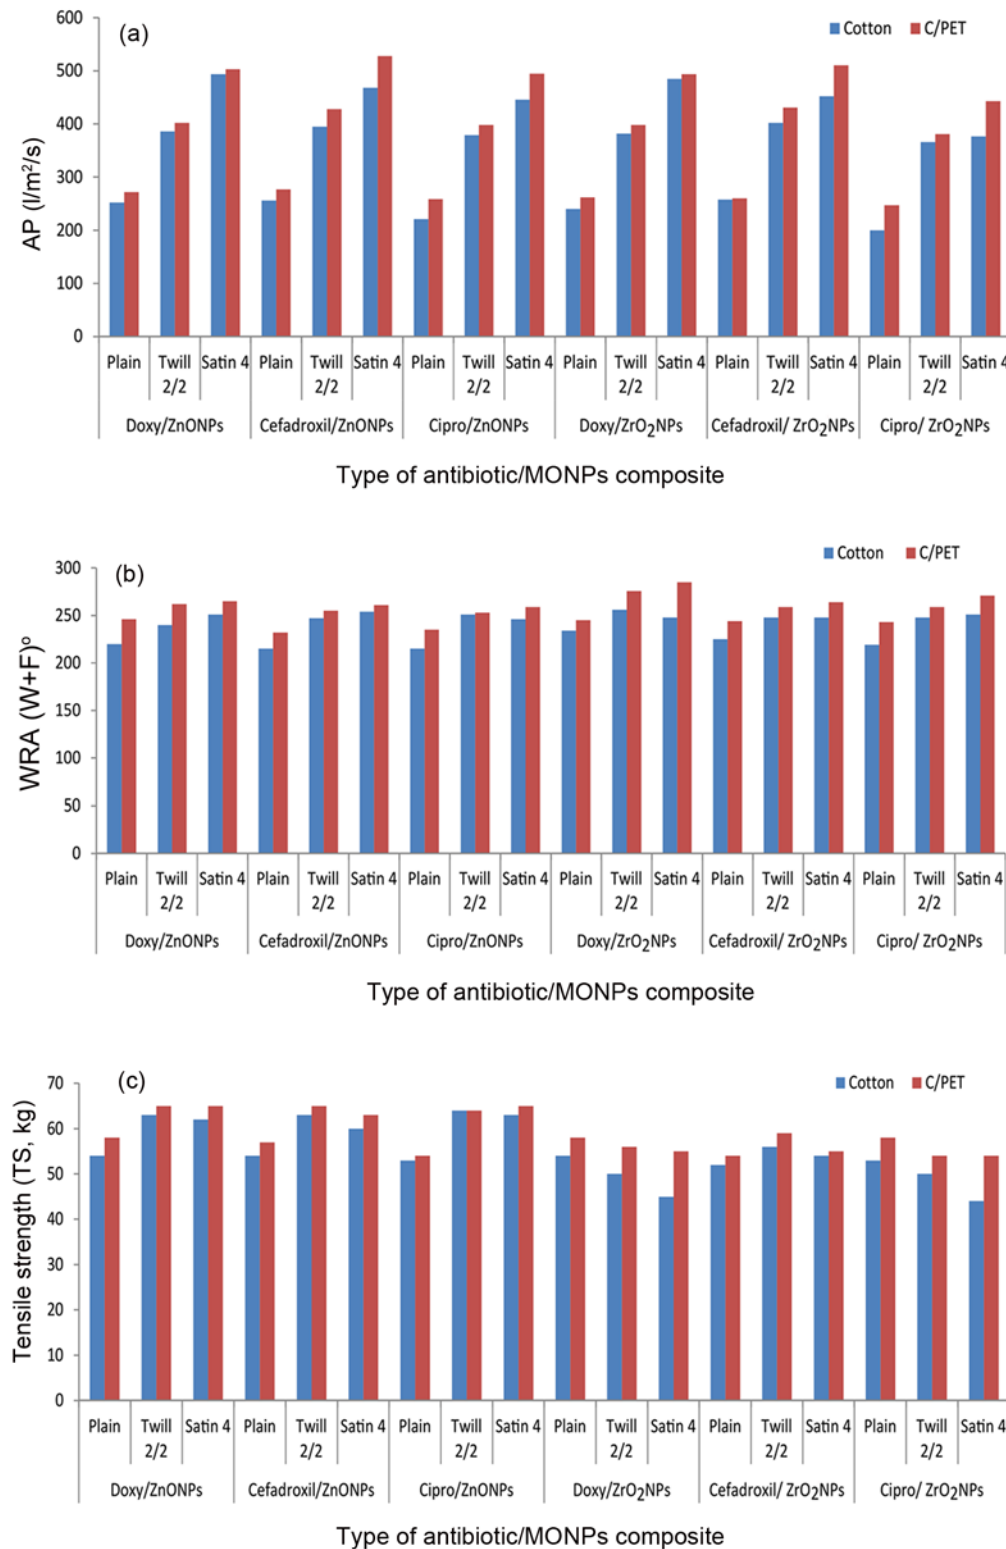 (a)
Cotton C/PET
600
500
400
300
200
100
0
AP (l/m²/s)
Plain Twill Satin 4 Plain Twill Satin 4 Plain Twill Satin 4 Plain Twill Satin 4 Plain Twill Satin 4 Plain Twill Satin 4
2/2 2/2 2/2 2/2 2/2 2/2
Doxy/ZnONPs Cefadroxil/ZnONPs Cipro/ZnONPs Doxy/ZrO₂NPs Cefadroxil/ ZrO₂NPs Cipro/ ZrO₂NPs
Type of antibiotic/MONPs composite
(b)
Cotton C/PET
300
250
200
150
100
50
0
WRA (W+F)º
Plain Twill Satin 4 Plain Twill Satin 4 Plain Twill Satin 4 Plain Twill Satin 4 Plain Twill Satin 4 Plain Twill Satin 4
2/2 2/2 2/2 2/2 2/2 2/2
Doxy/ZnONPs Cefadroxil/ZnONPs Cipro/ZnONPs Doxy/ZrO₂NPs Cefadroxil/ ZrO₂NPs Cipro/ ZrO₂NPs
Type of antibiotic/MONPs composite
(c)
Cotton C/PET
70
60
50
40
30
20
10
0
Tensile strength (TS, kg)
Plain Twill Satin 4 Plain Twill Satin 4 Plain Twill Satin 4 Plain Twill Satin 4 Plain Twill Satin 4 Plain Twill Satin 4
2/2 2/2 2/2 2/2 2/2 2/2
Doxy/ZnONPs Cefadroxil/ZnONPs Cipro/ZnONPs Doxy/ZrO₂NPs Cefadroxil/ ZrO₂NPs Cipro/ ZrO₂NPs
Type of antibiotic/MONPs composite